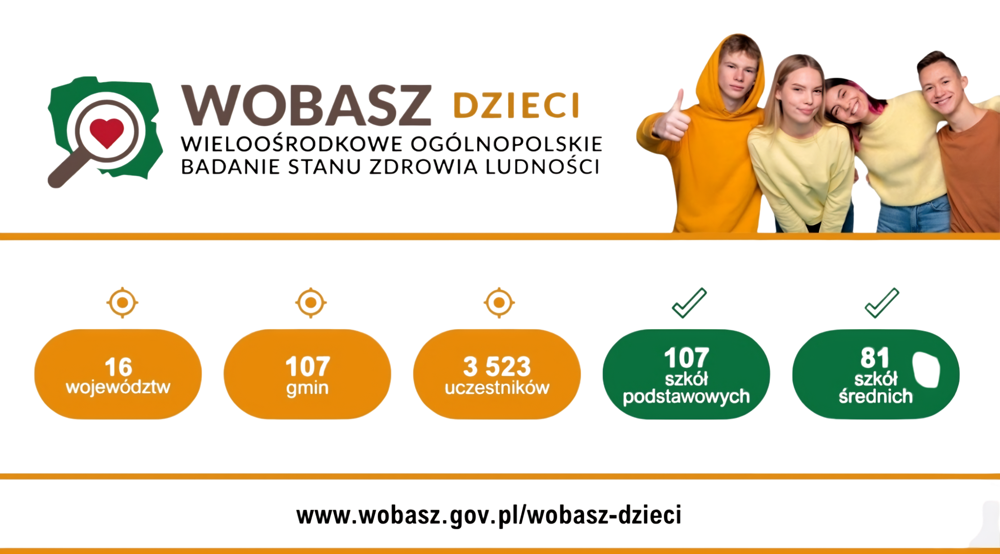 WOBASZ DZIECI
WIELOOŚRODKOWE OGÓLNOPOLSKIE
BADANIE STANU ZDROWIA LUDNOŚCI
16
województw
107
gmin
3 523
uczestników
107
szkół
podstawowych
81
szkół
średnich
www.wobasz.gov.pl/wobasz-dzieci